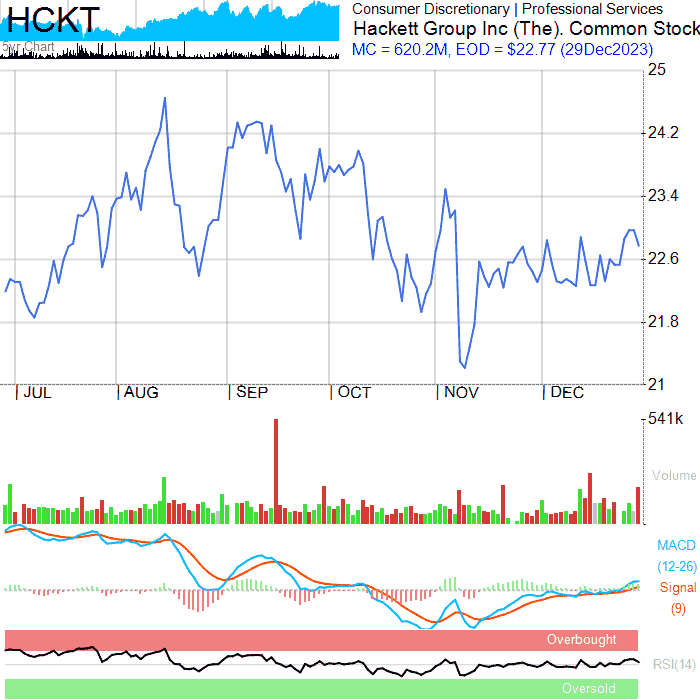 HCKT
5yr Chart
Consumer Discretionary | Professional Services
Hackett Group Inc (The). Common Stock
MC = 620.2M, EOD = $22.77 (29Dec2023)
25
24.2
23.4
22.6
21.8
21
| JUL | AUG | SEP | OCT | NOV | DEC
541k
Volume
MACD
(12-26)
Signal
(9)
Overbought
RSI(14)
Oversold